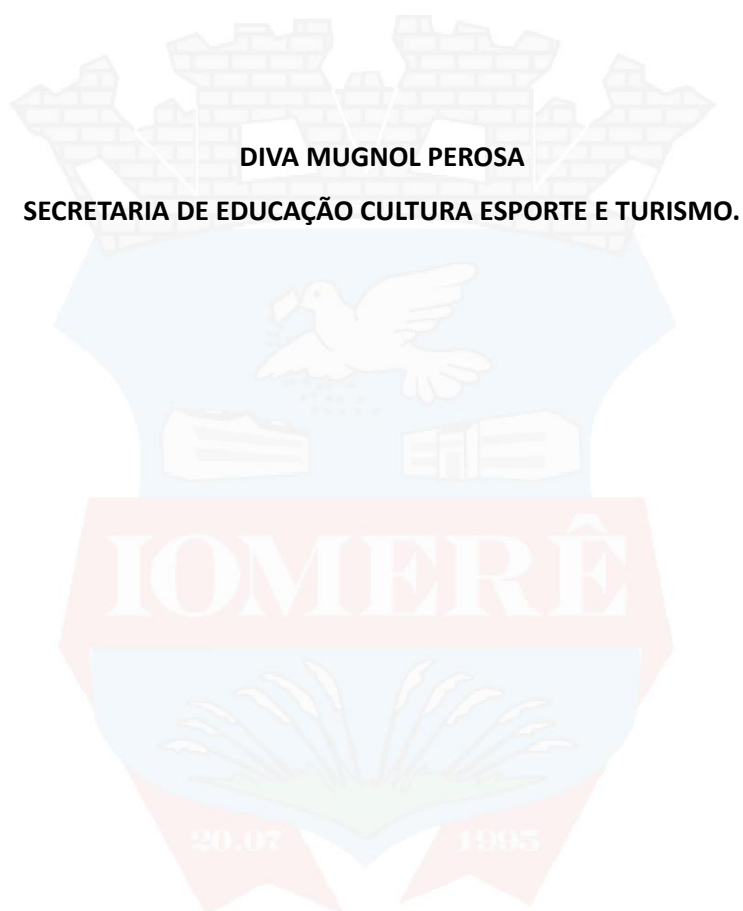 DIVA MUGNOL PEROSA
SECRETARIA DE EDUCAÇÃO CULTURA ESPORTE E TURISMO.
IOMERÊ
20.07 1995